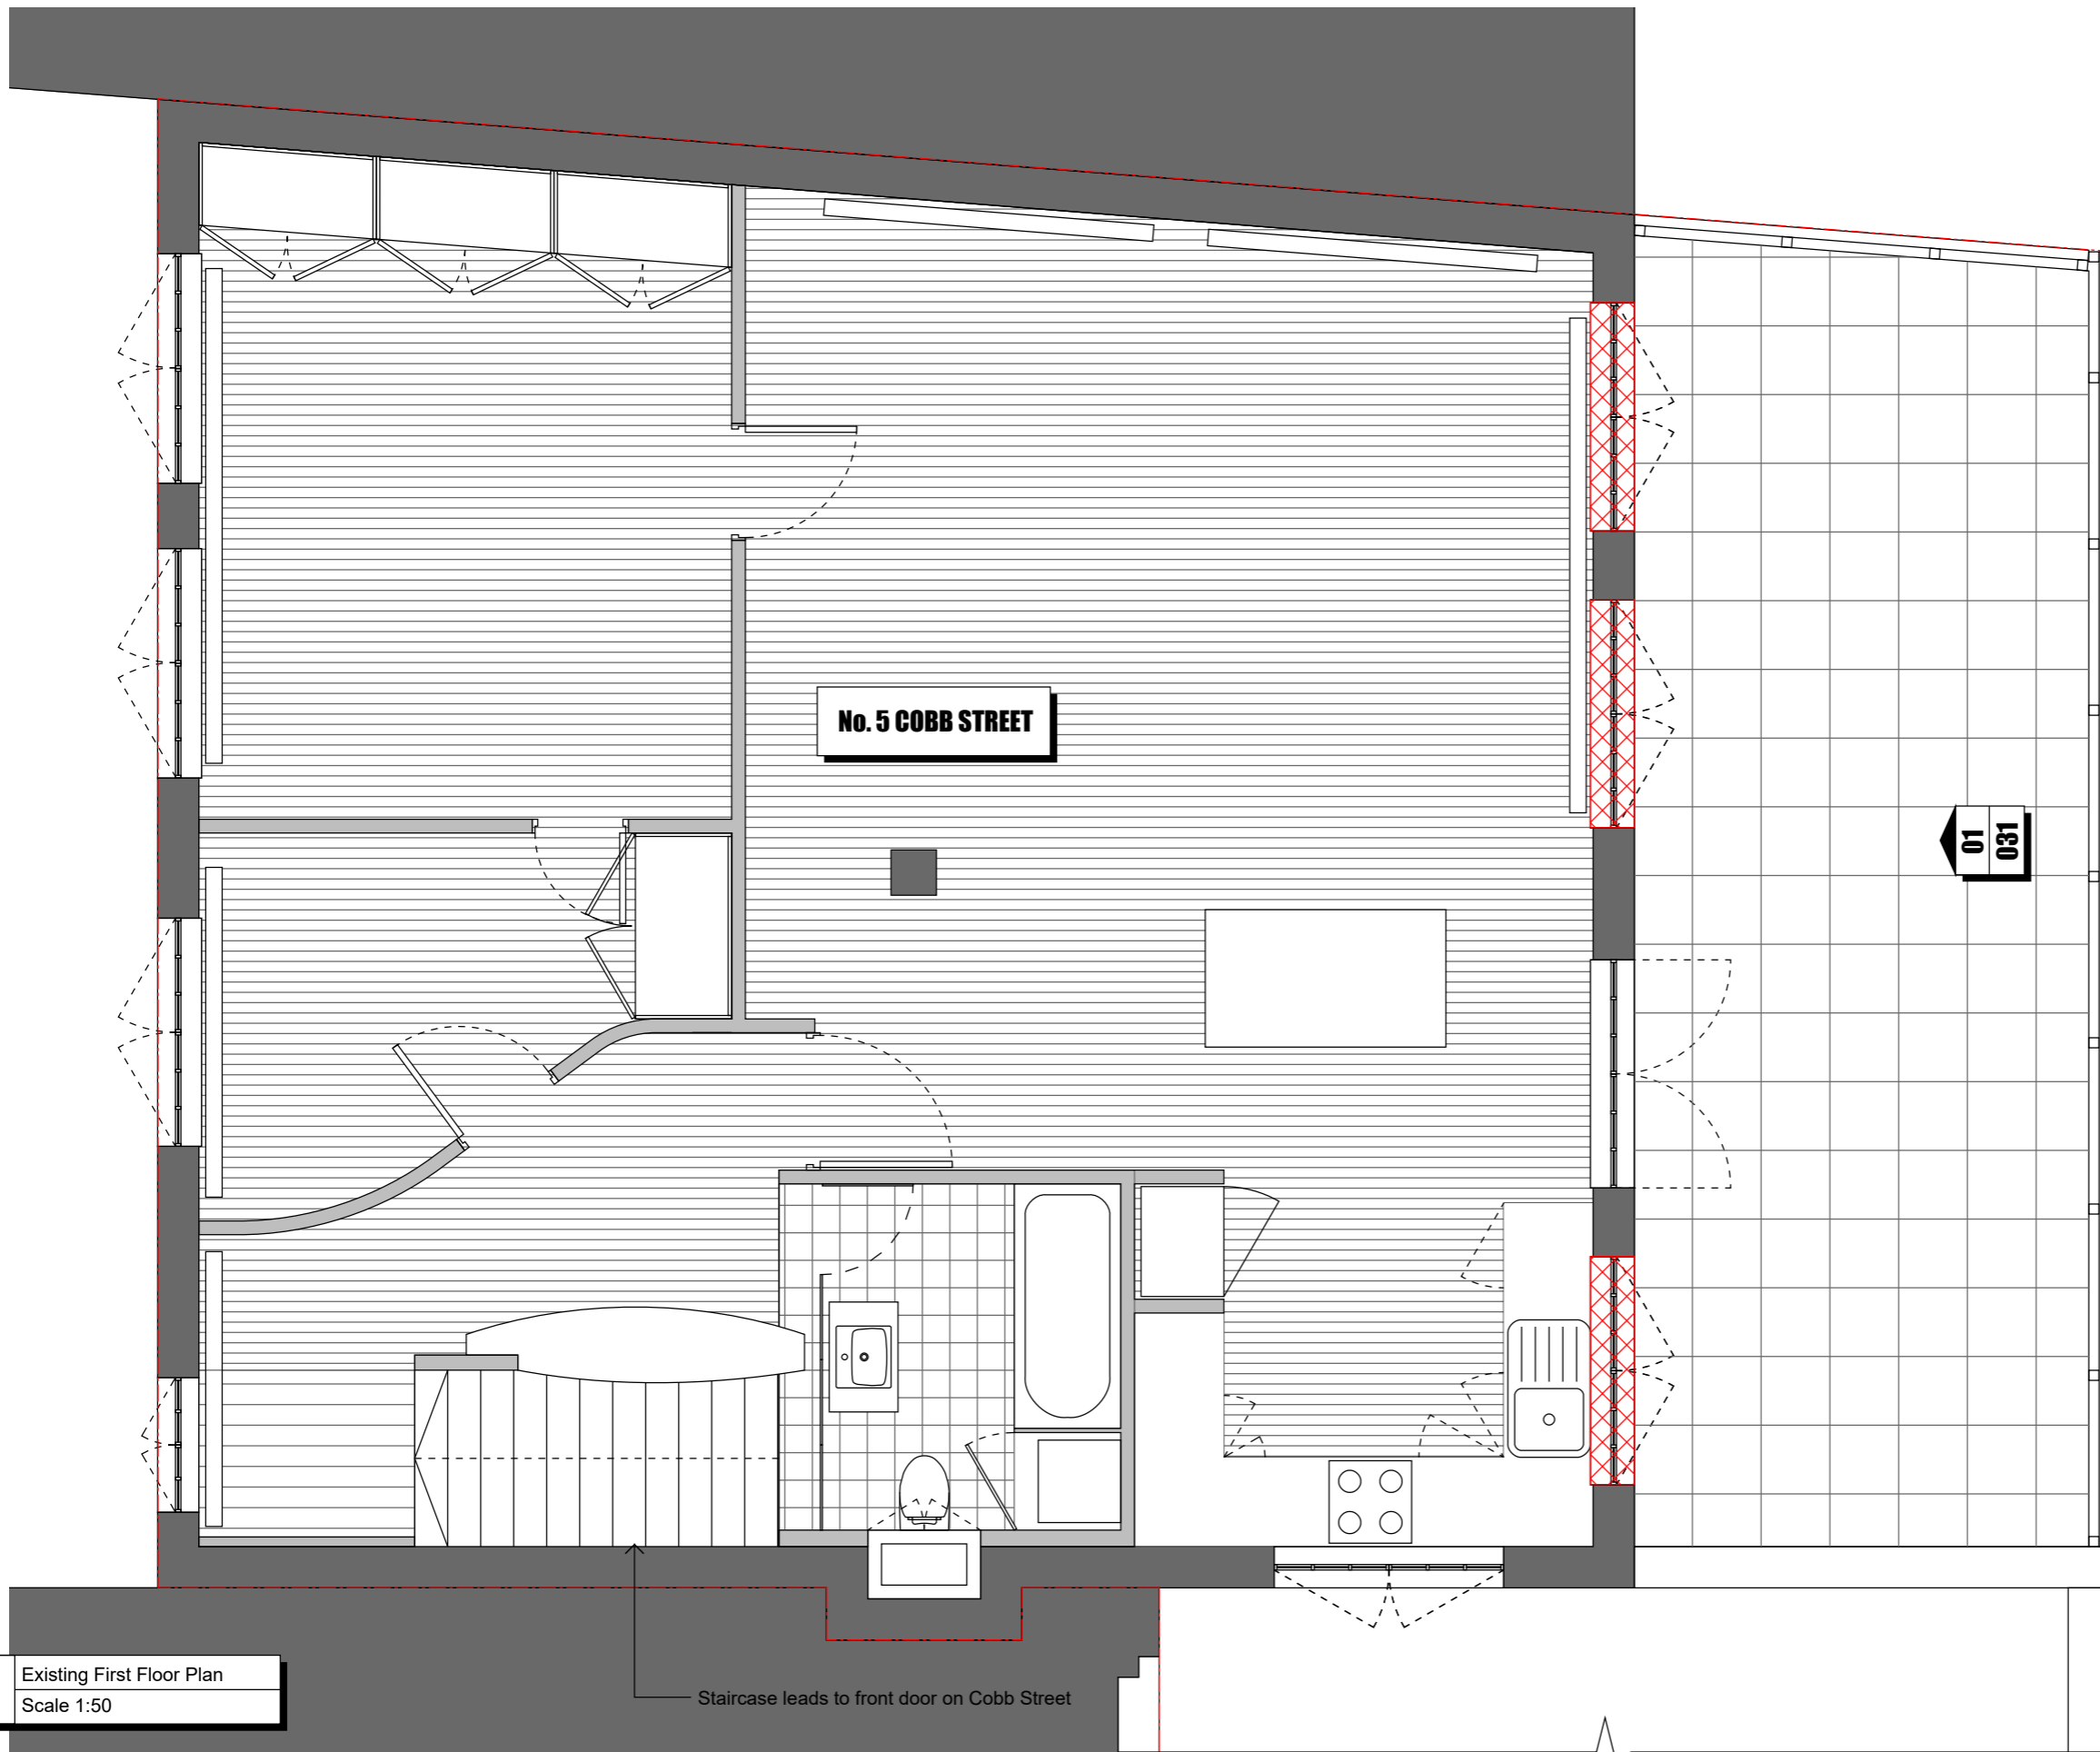 No. 5 COBB STREET
01
031
Existing First Floor Plan
Scale 1:50
Staircase leads to front door on Cobb Street